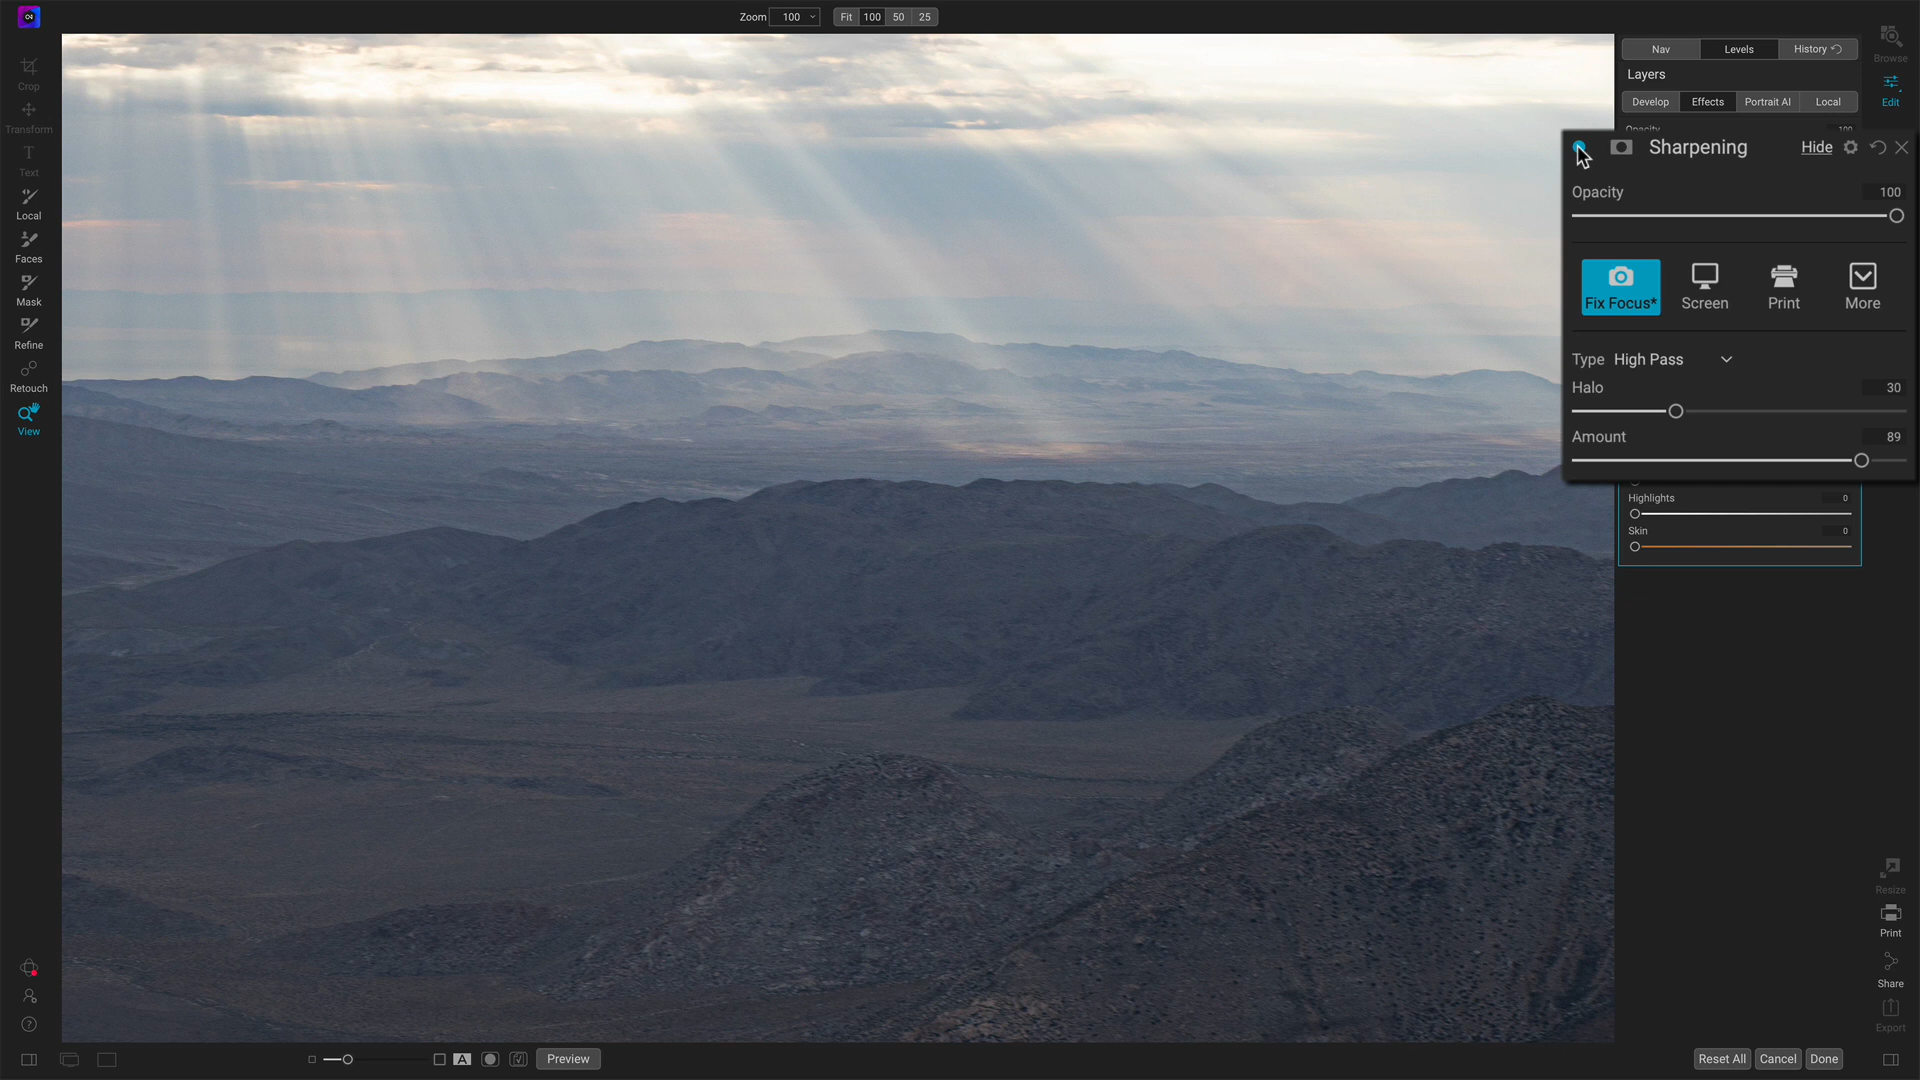 Zoom 100 Fit 100 50 25
Crop
Transform
Text
Local
Faces
Mask
Refine
Retouch
View
Nav Levels History
Layers
Develop Effects Portrait AI Local
Opacity 100
Sharpening Hide
Opacity 100
Fix Focus* Screen Print More
Type High Pass
Halo 30
Amount 89
Highlights 0
Skin 0
Browse
Edit
Resize
Print
Share
Export
?
A Preview
Reset All Cancel Done